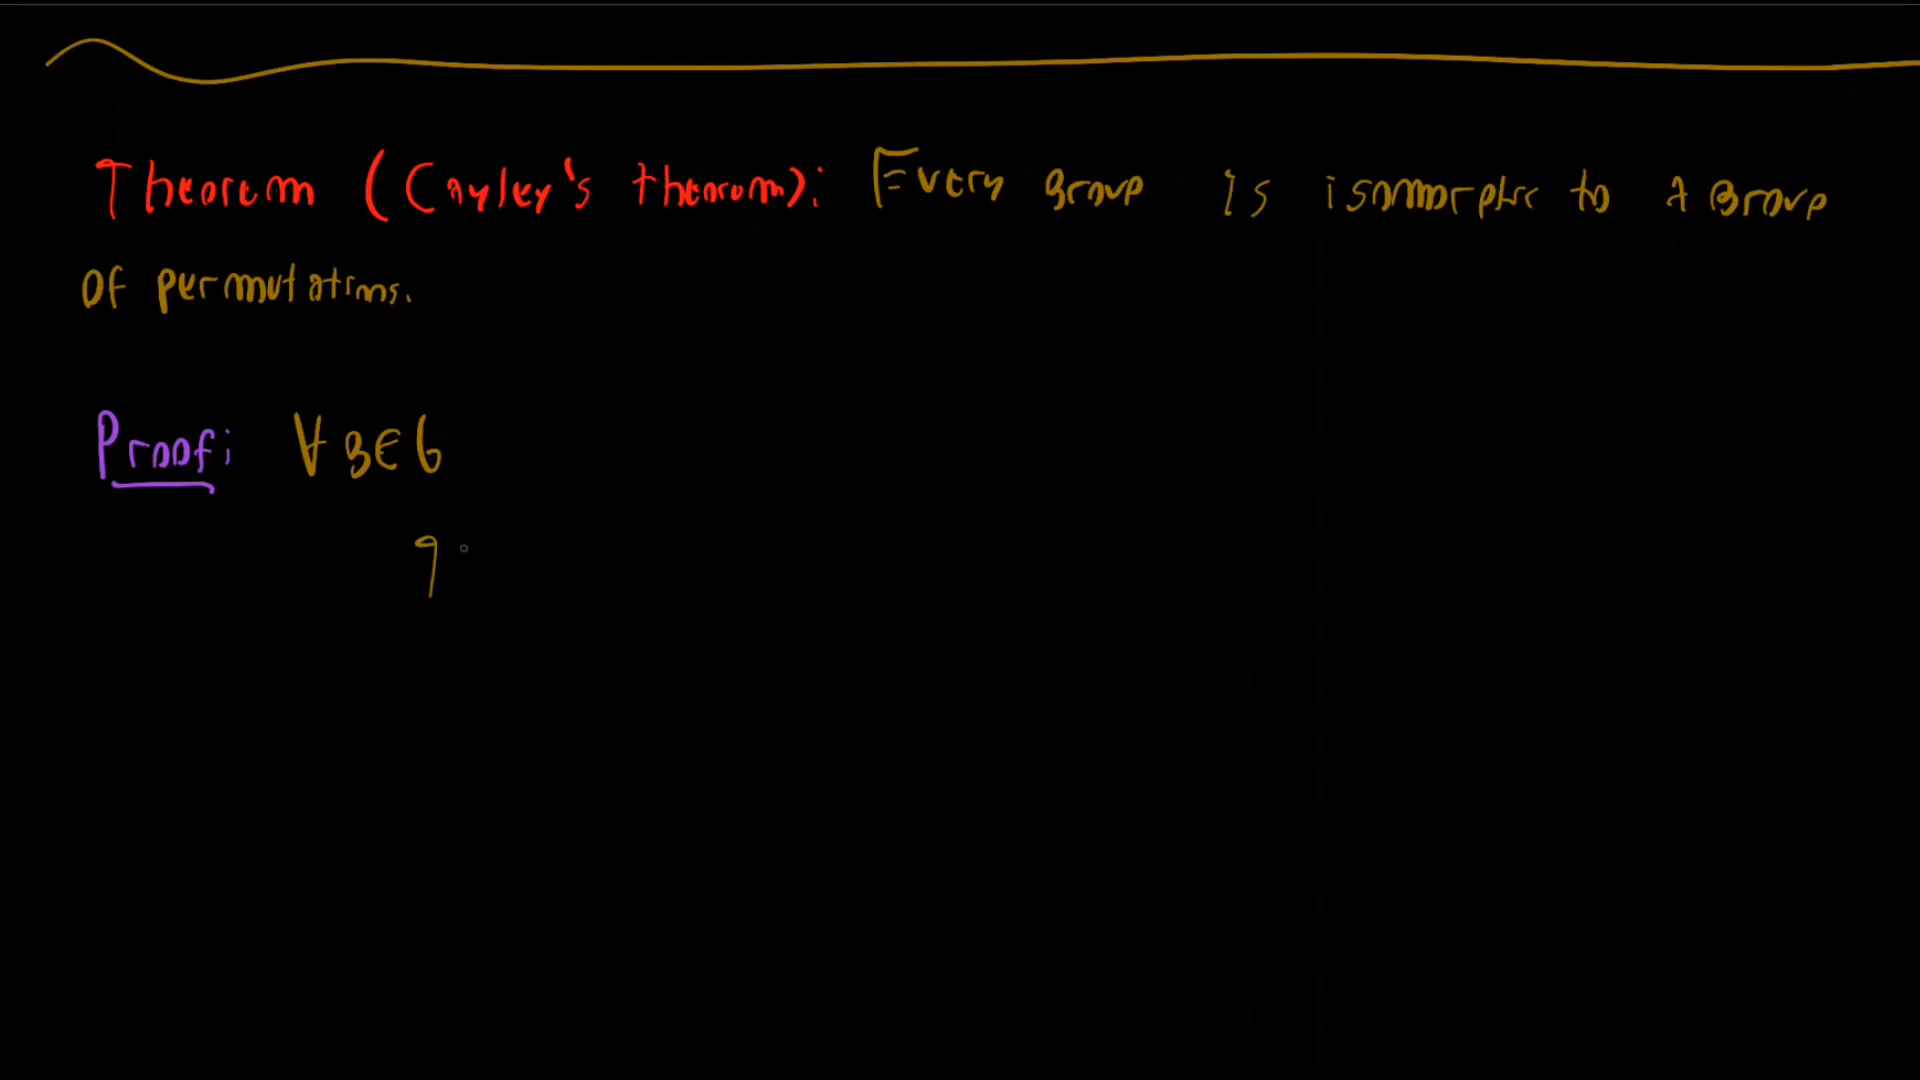 Theorem (Cayley's theorem): Every group is isomorphic to A group
of permutations.
Proof: ∀ g ∈ G